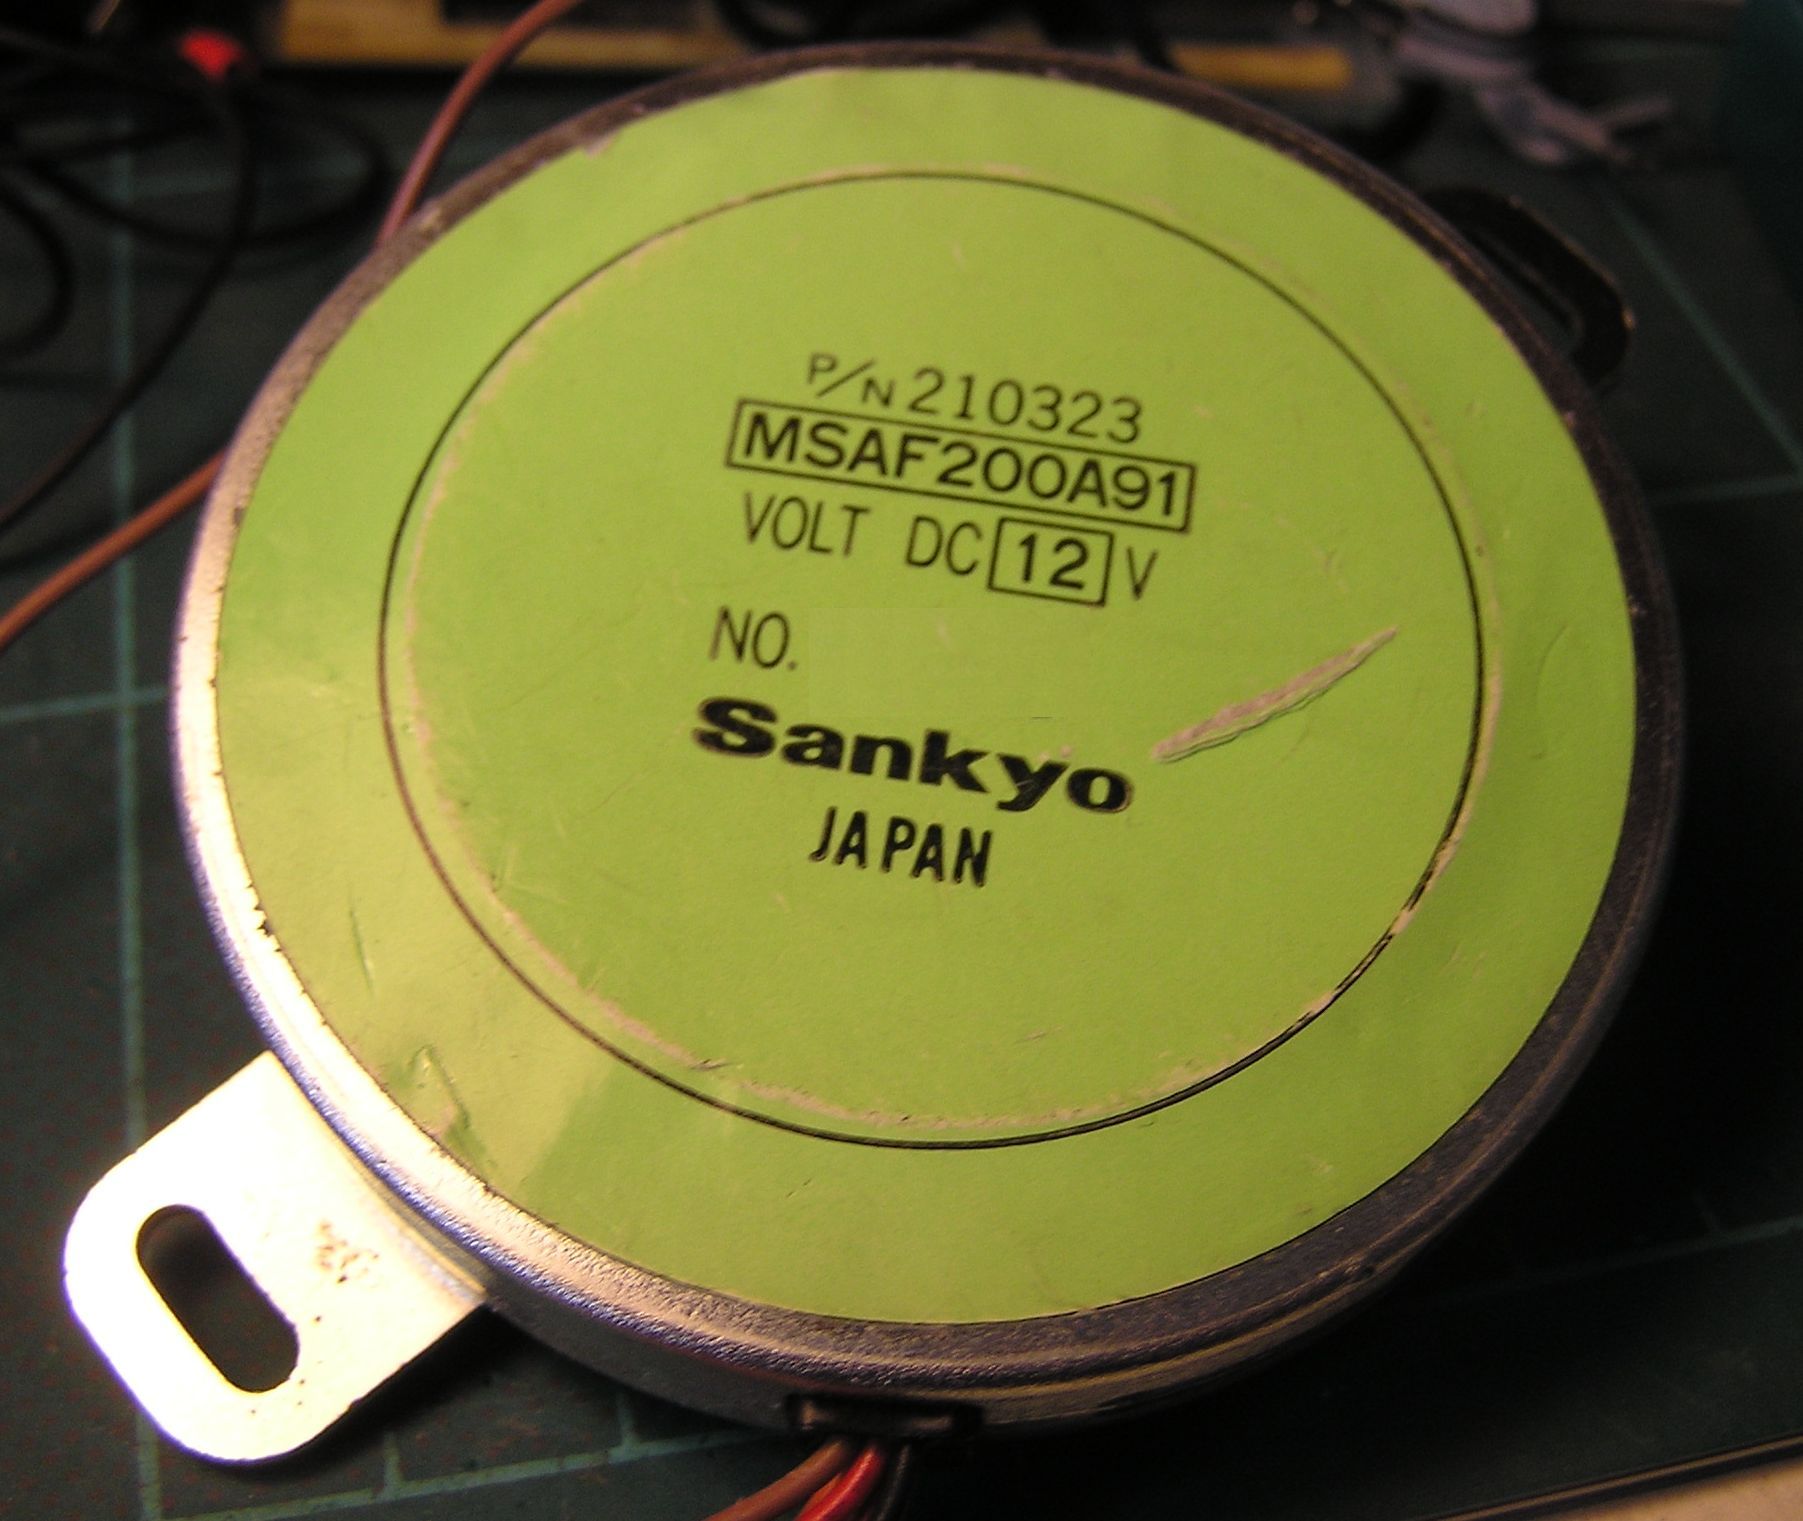 P/N 210323
MSAF200A91
VOLT DC 12 V
NO.
Sankyo
JAPAN